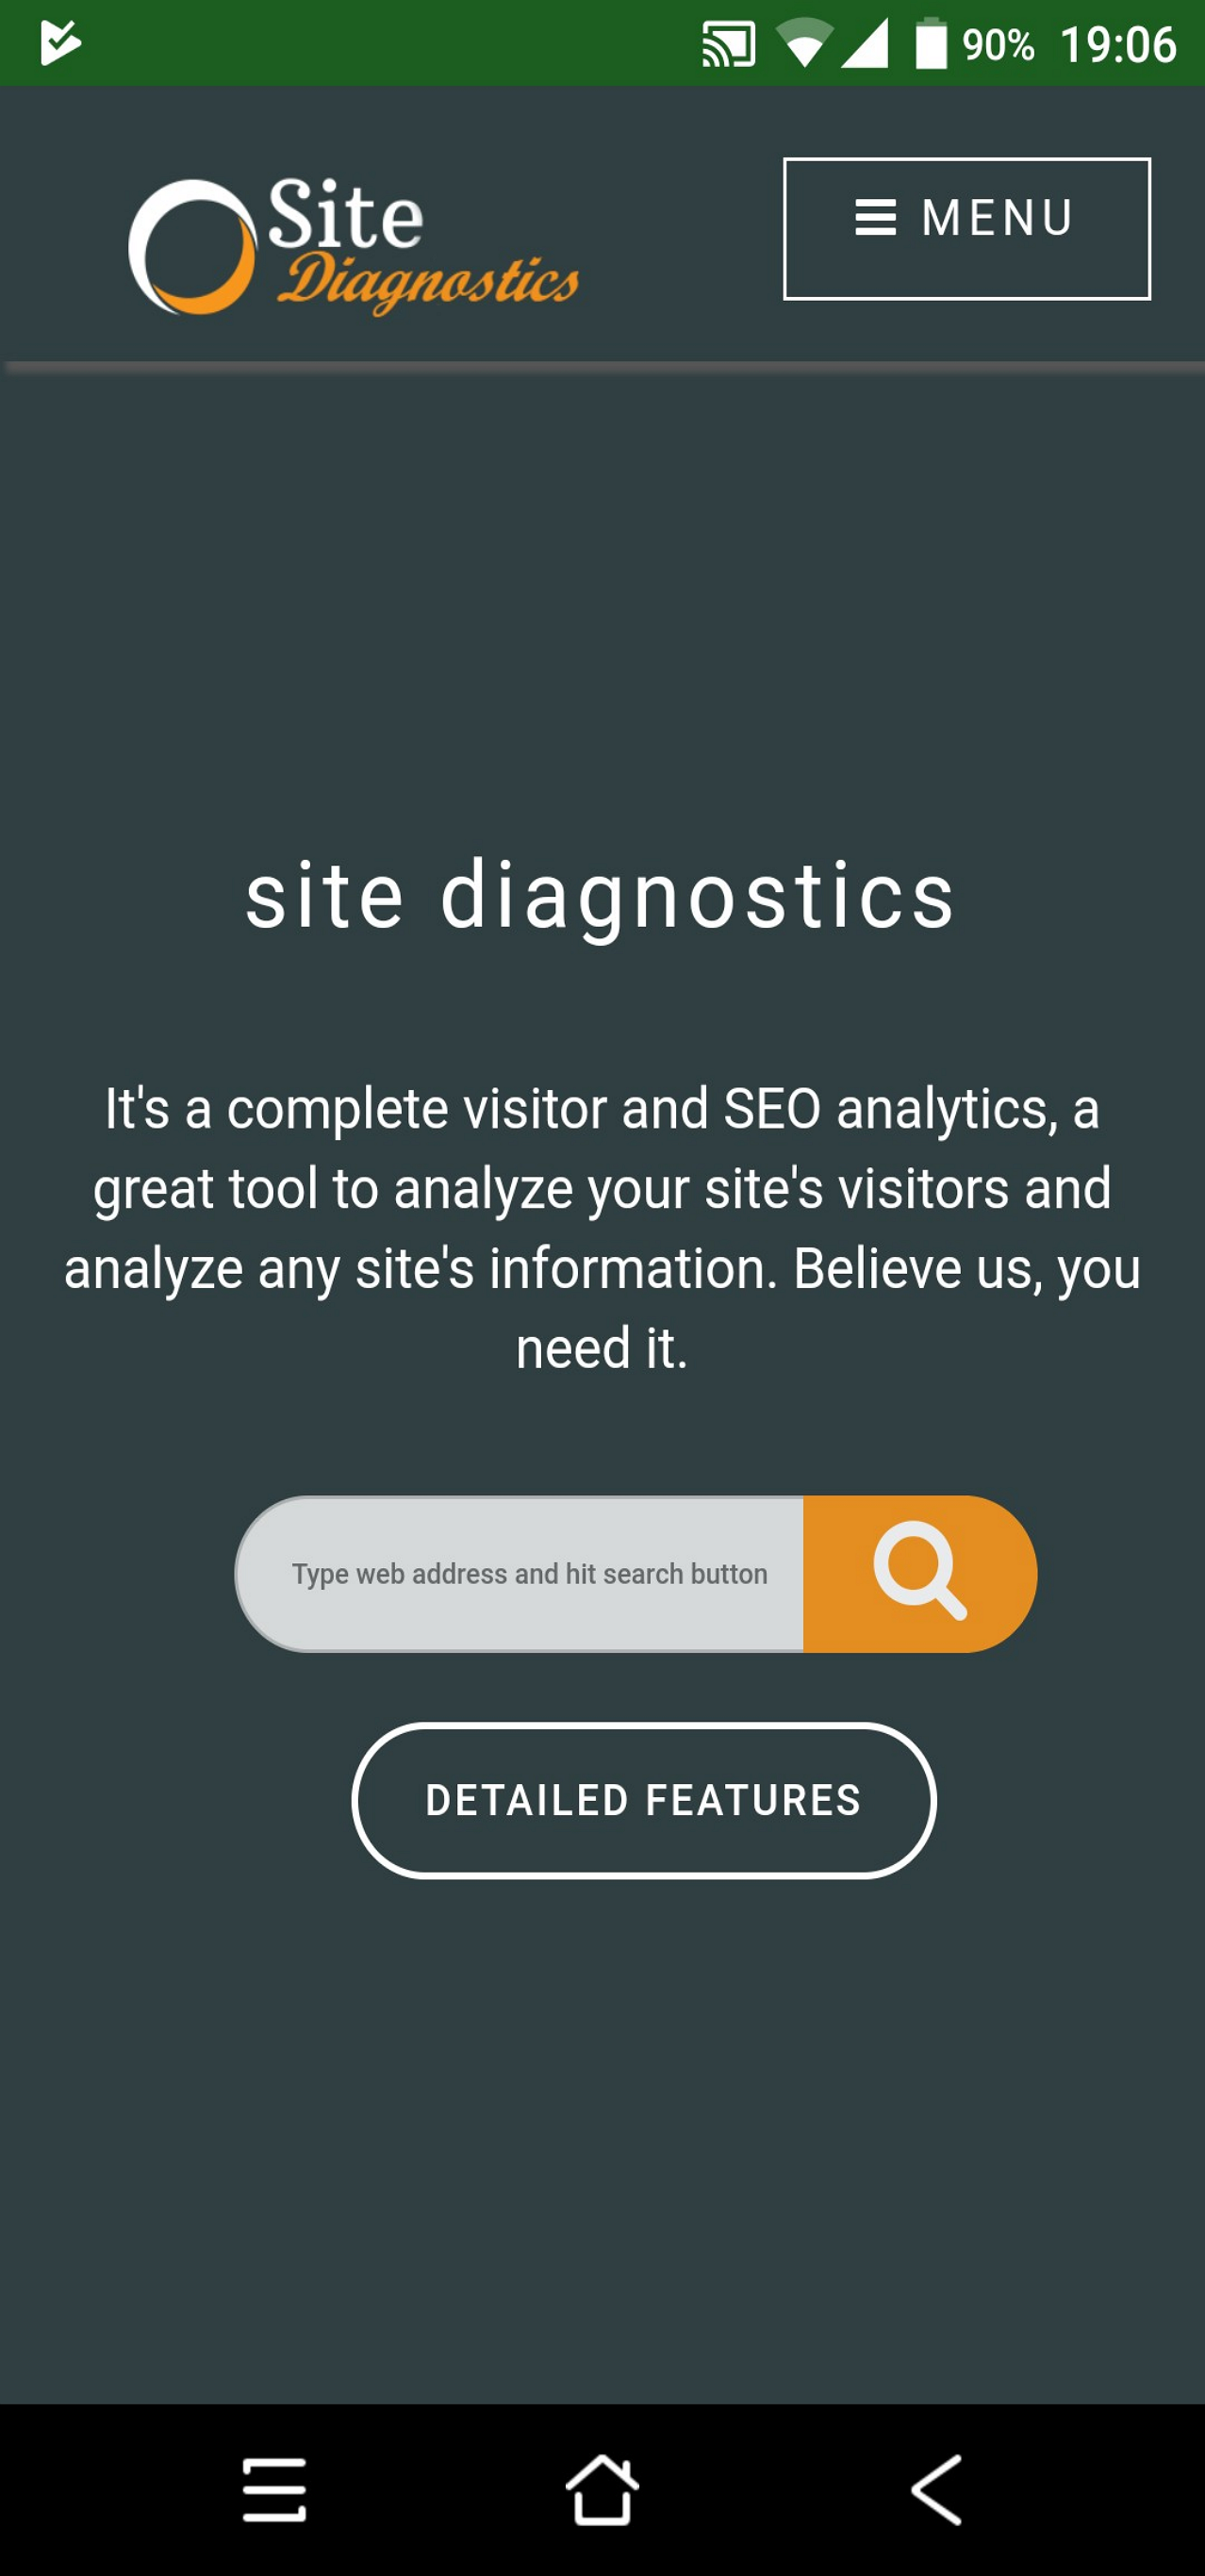 90% 19:06
Site
Diagnostics
MENU
site diagnostics
It's a complete visitor and SEO analytics, a
great tool to analyze your site's visitors and
analyze any site's information. Believe us, you
need it.
Type web address and hit search button
DETAILED FEATURES